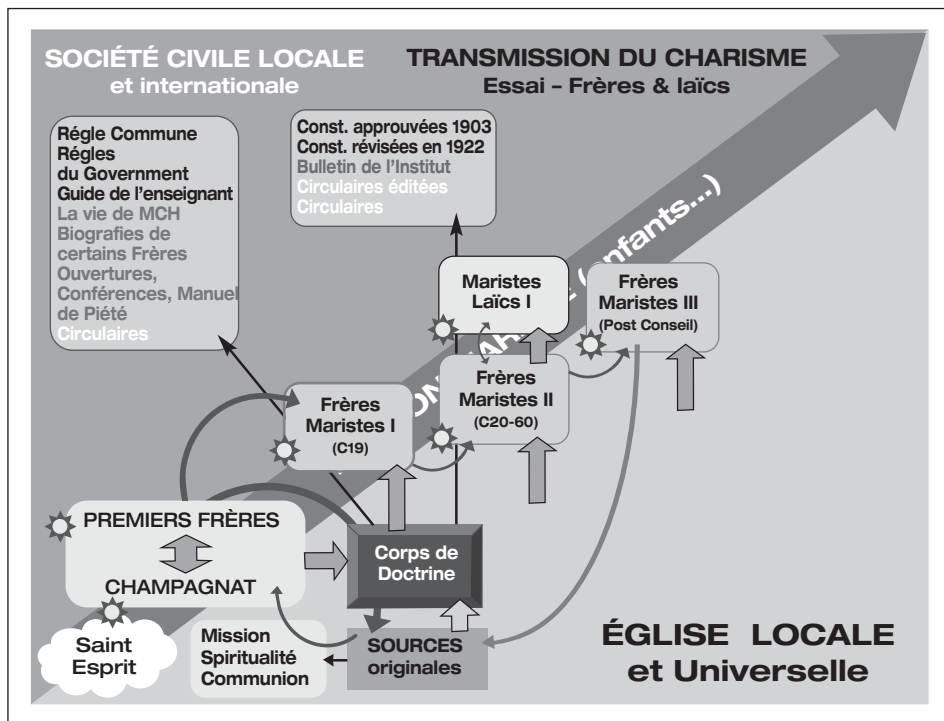 SOCIÉTÉ CIVILE LOCALE
et internationale
TRANSMISSION DU CHARISME
Essai – Frères & laïcs
Régle Commune
Régles
du Government
Guide de l'enseignant
La vie de MCH
Biografies de
certains Frères
Ouvertures,
Conférences, Manuel
de Piété
Circulaires
Const. approuvées 1903
Const. révisées en 1922
Bulletin de l'Institut
Circulaires éditées
Circulaires
(enfants...)
Maristes
Laïcs I
Frères
Maristes III
(Post Conseil)
Frères
Maristes I
(C19)
Frères
Maristes II
(C20-60)
PREMIERS FRÈRES
CHAMPAGNAT
Corps de
Doctrine
Saint
Esprit
Mission
Spiritualité
Communion
SOURCES
originales
ÉGLISE LOCALE
et Universelle